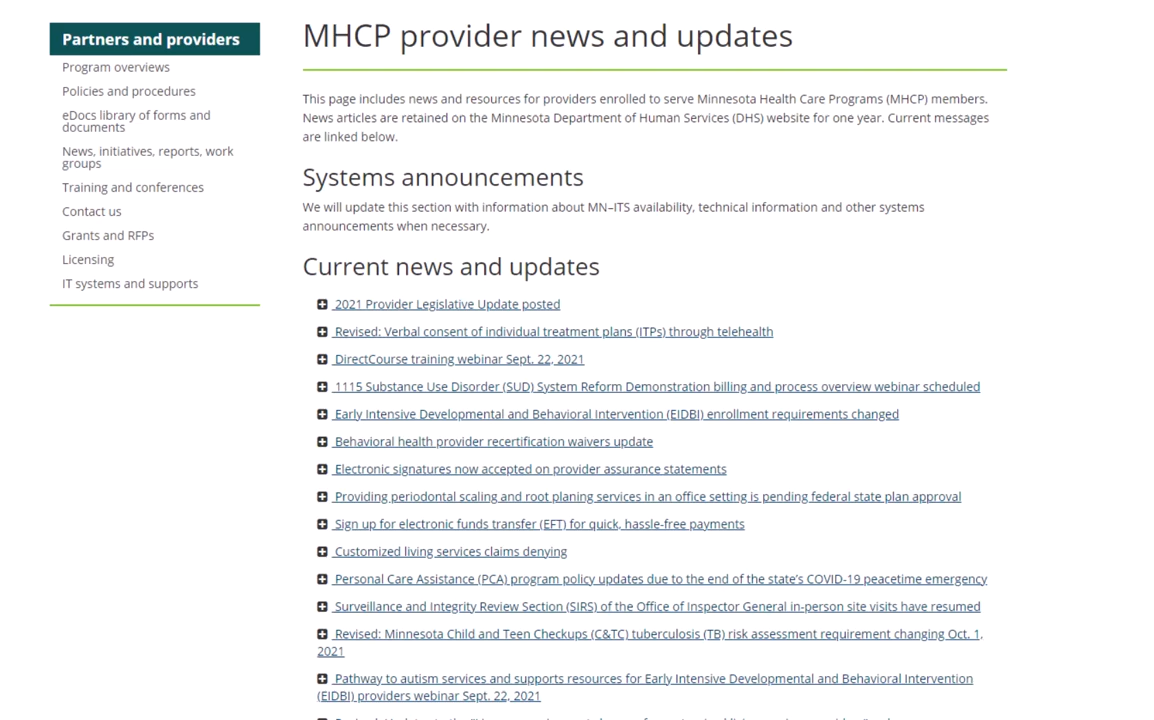 Partners and providers
Program overviews
Policies and procedures
eDocs library of forms and
documents
News, initiatives, reports, work
groups
Training and conferences
Contact us
Grants and RFPs
Licensing
IT systems and supports
MHCP provider news and updates
This page includes news and resources for providers enrolled to serve Minnesota Health Care Programs (MHCP) members.
News articles are retained on the Minnesota Department of Human Services (DHS) website for one year. Current messages
are linked below.
Systems announcements
We will update this section with information about MN–ITS availability, technical information and other systems
announcements when necessary.
Current news and updates
2021 Provider Legislative Update posted
Revised: Verbal consent of individual treatment plans (ITPs) through telehealth
DirectCourse training webinar Sept. 22, 2021
1115 Substance Use Disorder (SUD) System Reform Demonstration billing and process overview webinar scheduled
Early Intensive Developmental and Behavioral Intervention (EIDBI) enrollment requirements changed
Behavioral health provider recertification waivers update
Electronic signatures now accepted on provider assurance statements
Providing periodontal scaling and root planing services in an office setting is pending federal state plan approval
Sign up for electronic funds transfer (EFT) for quick, hassle-free payments
Customized living services claims denying
Personal Care Assistance (PCA) program policy updates due to the end of the state's COVID-19 peacetime emergency
Surveillance and Integrity Review Section (SIRS) of the Office of Inspector General in-person site visits have resumed
Revised: Minnesota Child and Teen Checkups (C&TC) tuberculosis (TB) risk assessment requirement changing Oct. 1,
2021
Pathway to autism services and supports resources for Early Intensive Developmental and Behavioral Intervention
(EIDBI) providers webinar Sept. 22, 2021